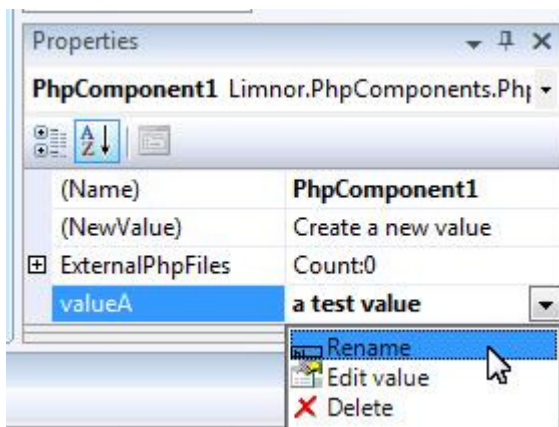 Properties
PhpComponent1 Limnor.PhpComponents.Php
(Name) PhpComponent1
(NewValue) Create a new value
ExternalPhpFiles Count:0
valueA a test value
Rename
Edit value
Delete